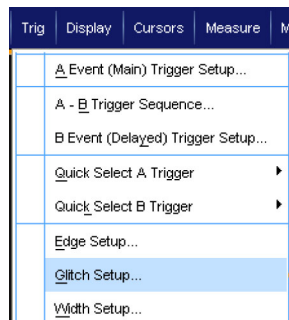 Trig Display Cursors Measure
A Event (Main) Trigger Setup...
A - B Trigger Sequence...
B Event (Delayed) Trigger Setup...
Quick Select A Trigger
Quick Select B Trigger
Edge Setup...
Glitch Setup...
Width Setup...